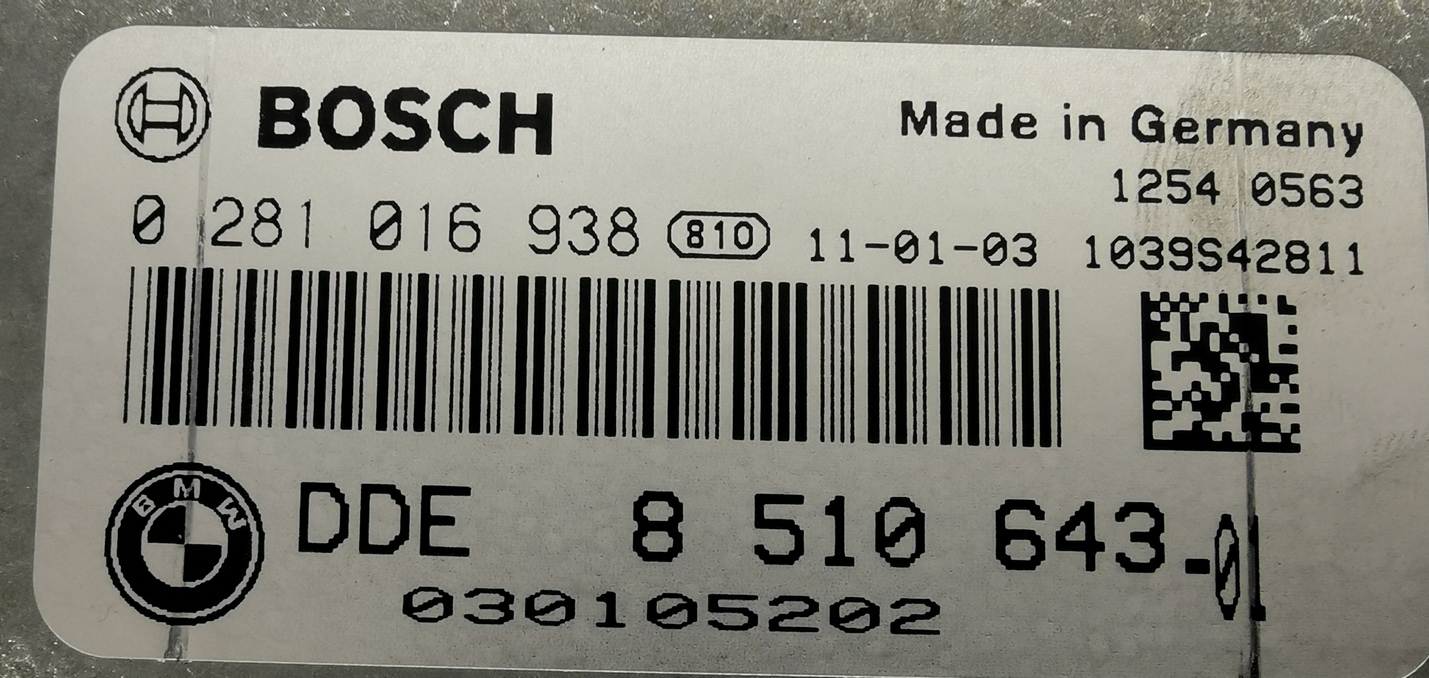 BOSCH
Made in Germany
1254 0563
0 281 016 938 810 11-01-03 1039S42811
BMW
DDE 8 510 643-01
030105202